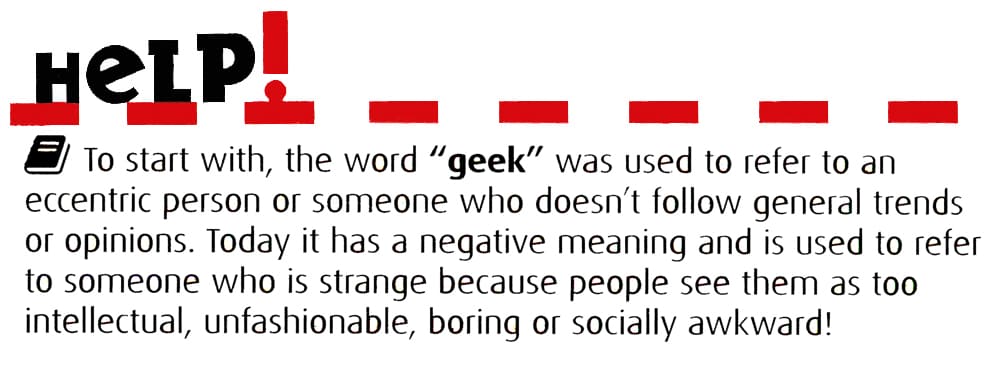 HeLP!
To start with, the word “geek” was used to refer to an
eccentric person or someone who doesn’t follow general trends
or opinions. Today it has a negative meaning and is used to refer
to someone who is strange because people see them as too
intellectual, unfashionable, boring or socially awkward!